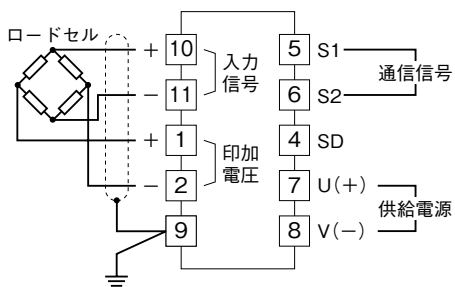 ロードセル
+ 10
入力
信号
− 11
+ 1
印加
電圧
− 2
9
5 S1
通信信号
6 S2
4 SD
7 U(+)
供給電源
8 V(−)